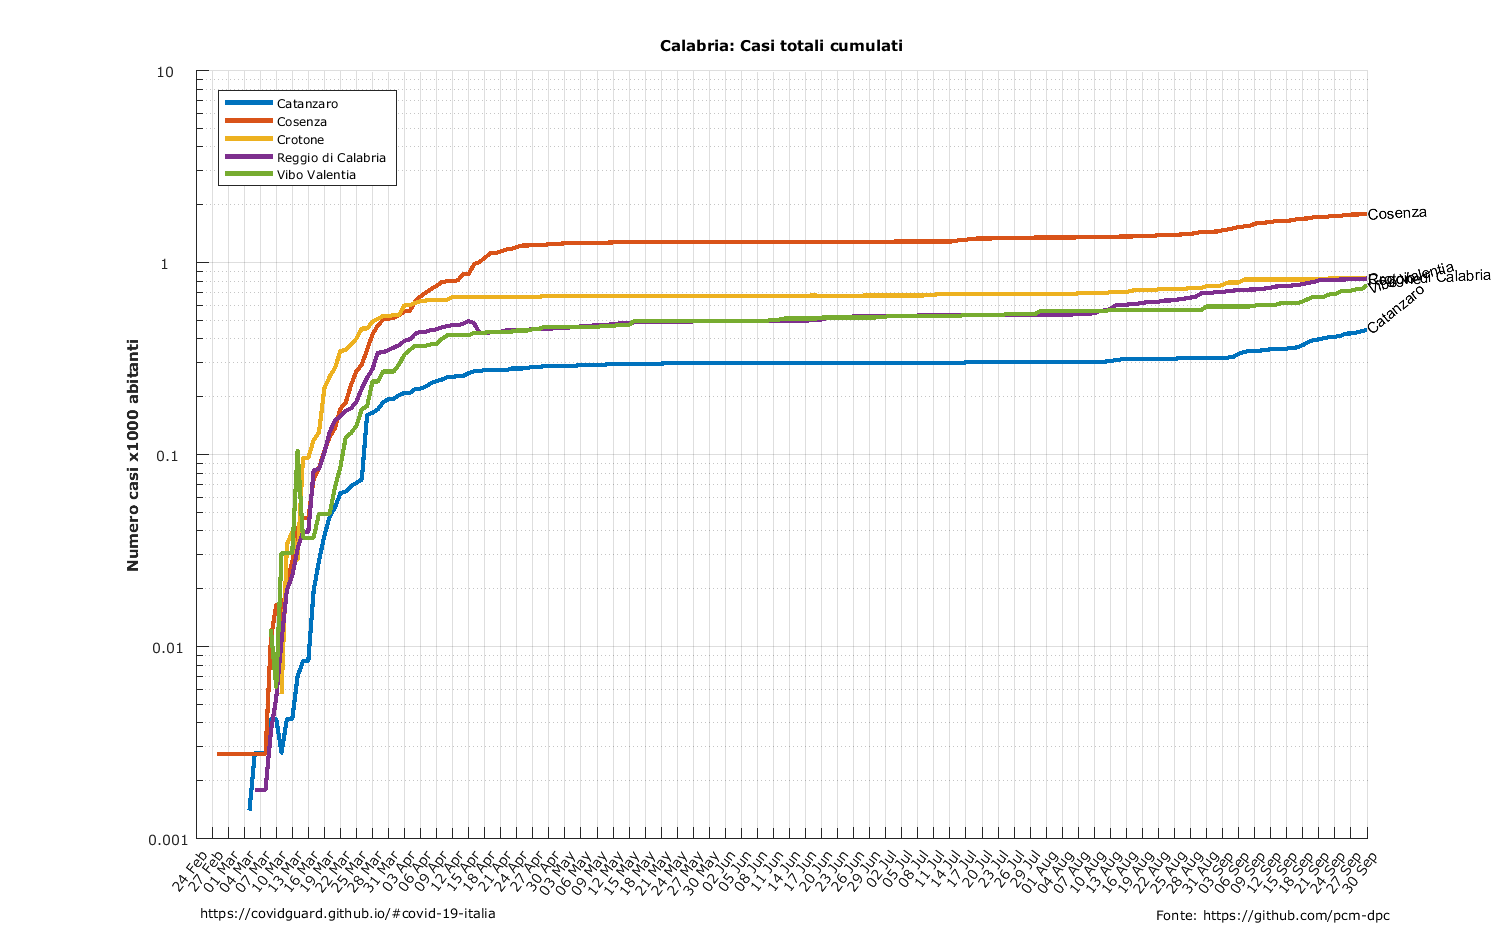 Calabria: Casi totali cumulati
10
1
0.1
0.01
0.001
Numero casi x1000 abitanti
Catanzaro
Cosenza
Crotone
Reggio di Calabria
Vibo Valentia
Cosenza
Crotone
Reggio di Calabria
Vibo Valentia
Catanzaro
24 Feb
27 Feb
01 Mar
04 Mar
07 Mar
10 Mar
13 Mar
16 Mar
19 Mar
22 Mar
25 Mar
28 Mar
31 Mar
03 Apr
06 Apr
09 Apr
12 Apr
15 Apr
18 Apr
21 Apr
24 Apr
27 Apr
30 Apr
03 May
06 May
09 May
12 May
15 May
18 May
21 May
24 May
27 May
30 May
02 Jun
05 Jun
08 Jun
11 Jun
14 Jun
17 Jun
20 Jun
23 Jun
26 Jun
29 Jun
02 Jul
05 Jul
08 Jul
11 Jul
14 Jul
17 Jul
20 Jul
23 Jul
26 Jul
29 Jul
01 Aug
04 Aug
07 Aug
10 Aug
13 Aug
16 Aug
19 Aug
22 Aug
25 Aug
28 Aug
31 Aug
03 Sep
06 Sep
09 Sep
12 Sep
15 Sep
18 Sep
21 Sep
24 Sep
27 Sep
30 Sep
https://covidguard.github.io/#covid-19-italia
Fonte: https://github.com/pcm-dpc